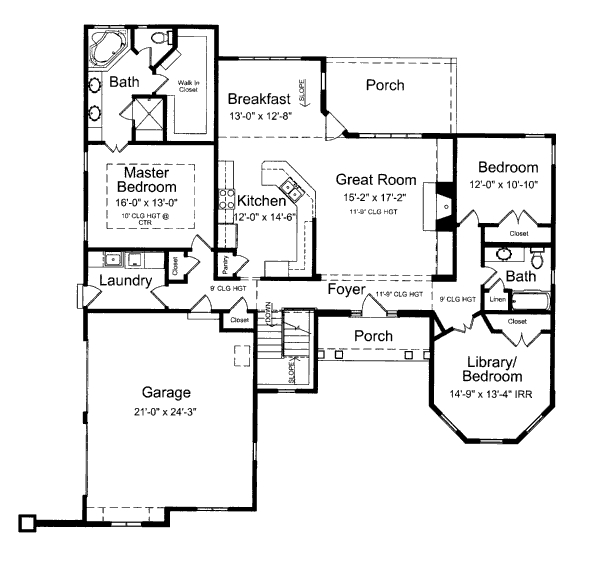 Bath
Walk In
Closet
Breakfast
13'-0" x 12'-8"
SLOPE
Porch
Master
Bedroom
16'-0" x 13'-0"
10' CLG HGT @
CTR
Kitchen
12'-0" x 14'-6"
Great Room
15'-2" x 17'-2"
11'-9" CLG HGT
Bedroom
12'-0" x 10'-10"
Closet
Laundry
Closet
Pantry
9' CLG HGT
Foyer
11'-9" CLG HGT
9' CLG HGT
Bath
Linen
Closet
DOWN
Closet
Porch
SLOPE
Library/
Bedroom
14'-9" x 13'-4" IRR
Garage
21'-0" x 24'-3"